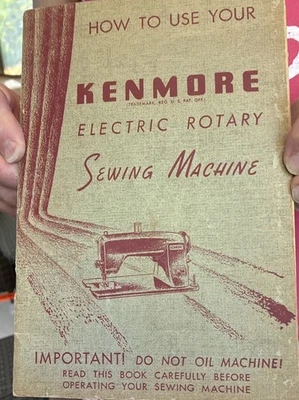 HOW TO USE YOUR
KENMORE
(TRADEMARK REG. U. S. PAT. OFF.)
ELECTRIC ROTARY
SEWING MACHINE
IMPORTANT! DO NOT OIL MACHINE!
READ THIS BOOK CAREFULLY BEFORE
OPERATING YOUR SEWING MACHINE